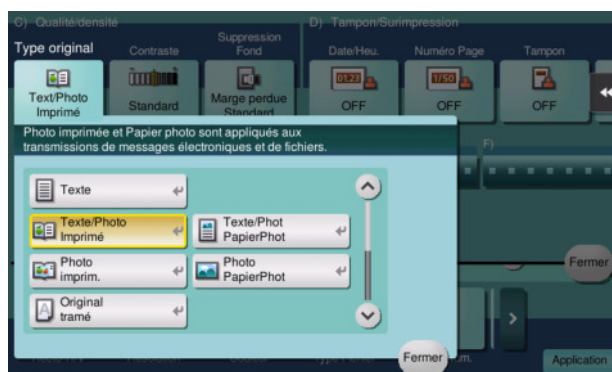 C) Qualité/densité
D) Tampon/Surimpression
Type original
Contraste
Suppression
Fond
Date/Heu.
Numéro Page
Tampon
01.23
1/50
Text/Photo
Imprimé
Standard
Marge perdue
Standard
OFF
OFF
OFF
Photo imprimée et Papier photo sont appliqués aux
transmissions de messages électroniques et de fichiers.
F)
Texte
Texte/Photo
Imprimé
Texte/Phot
PapierPhot
Photo
imprim.
Photo
PapierPhot
Original
tramé
Fermer
Fermer
Application